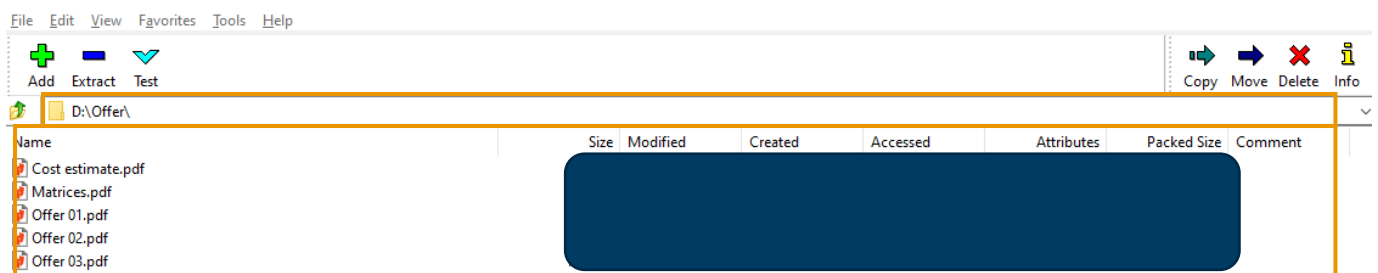 File Edit View Favorites Tools Help
Add Extract Test Copy Move Delete Info
D:\Offer\
Name Size Modified Created Accessed Attributes Packed Size Comment
Cost estimate.pdf
Matrices.pdf
Offer 01.pdf
Offer 02.pdf
Offer 03.pdf